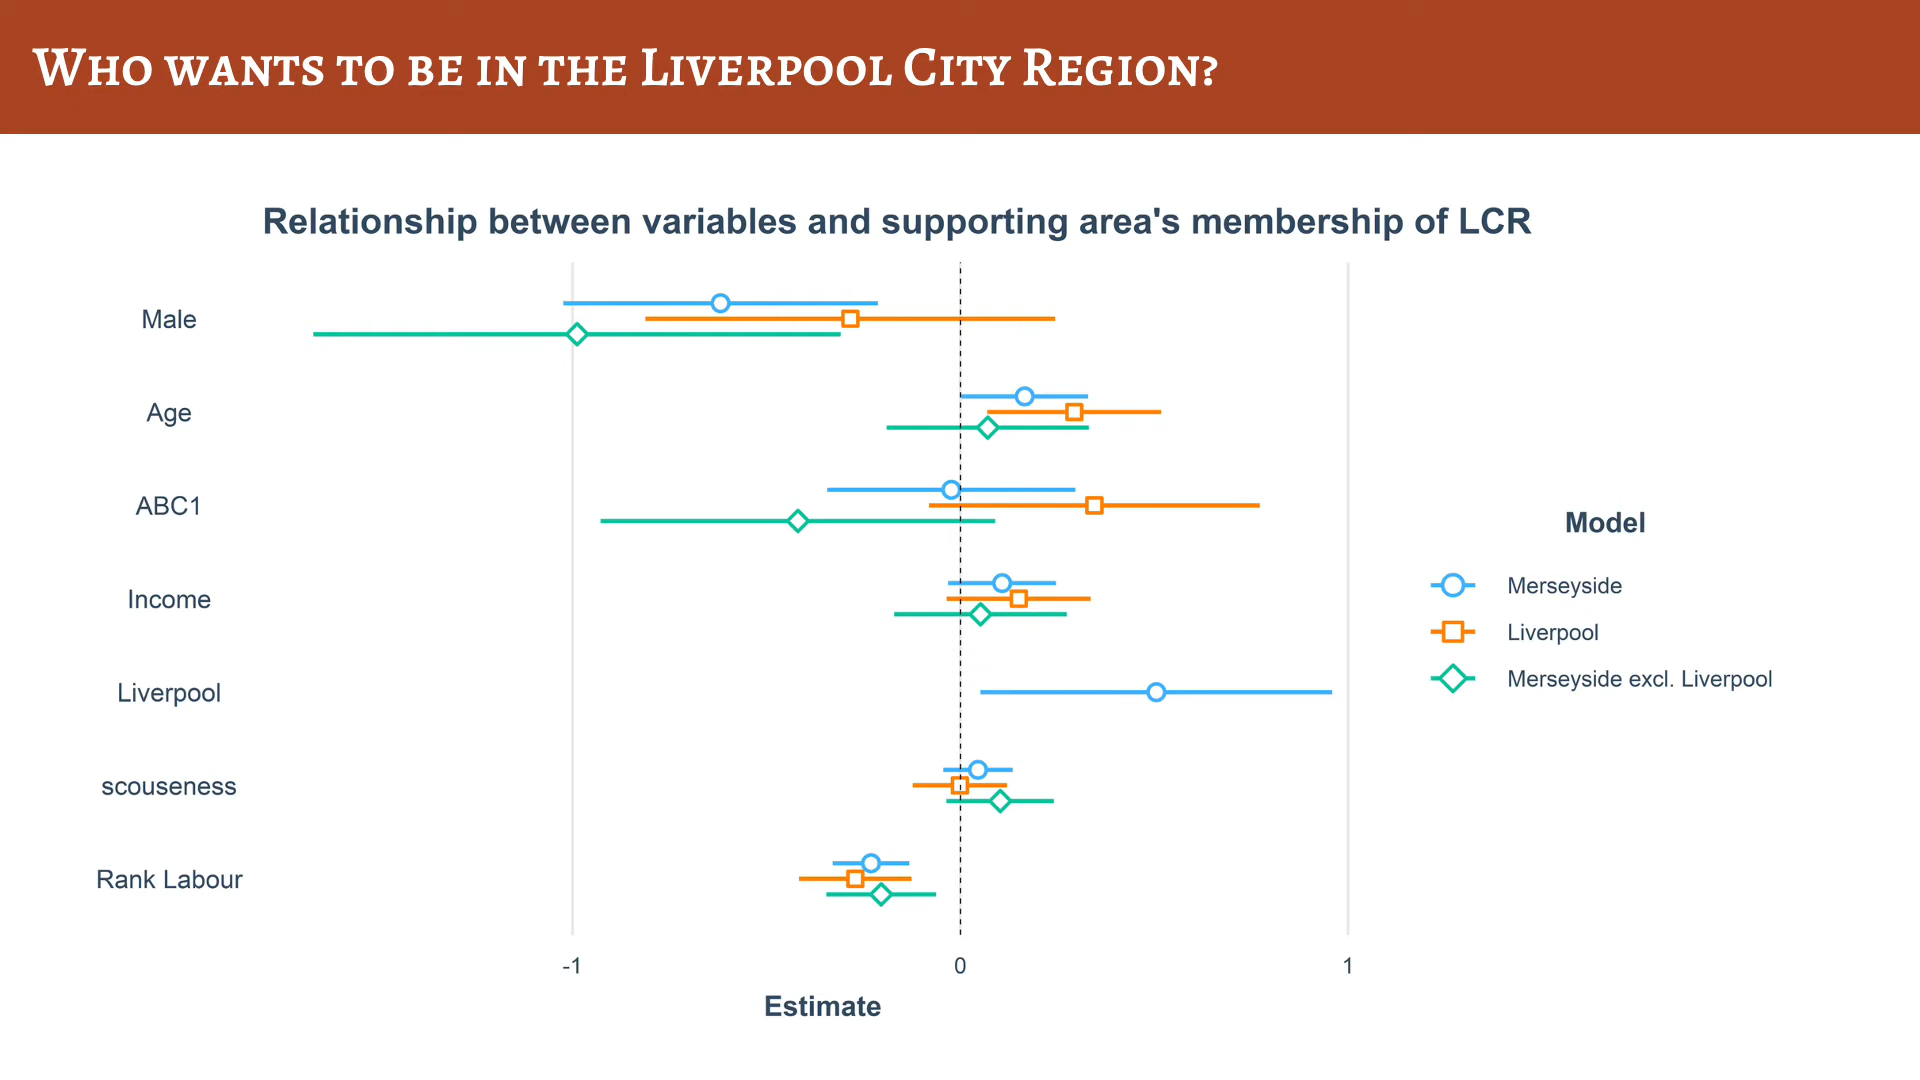 Who wants to be in the Liverpool City Region?
Relationship between variables and supporting area's membership of LCR
Male
Age
ABC1
Income
Liverpool
scouseness
Rank Labour
-1
0
1
Estimate
Model
Merseyside
Liverpool
Merseyside excl. Liverpool